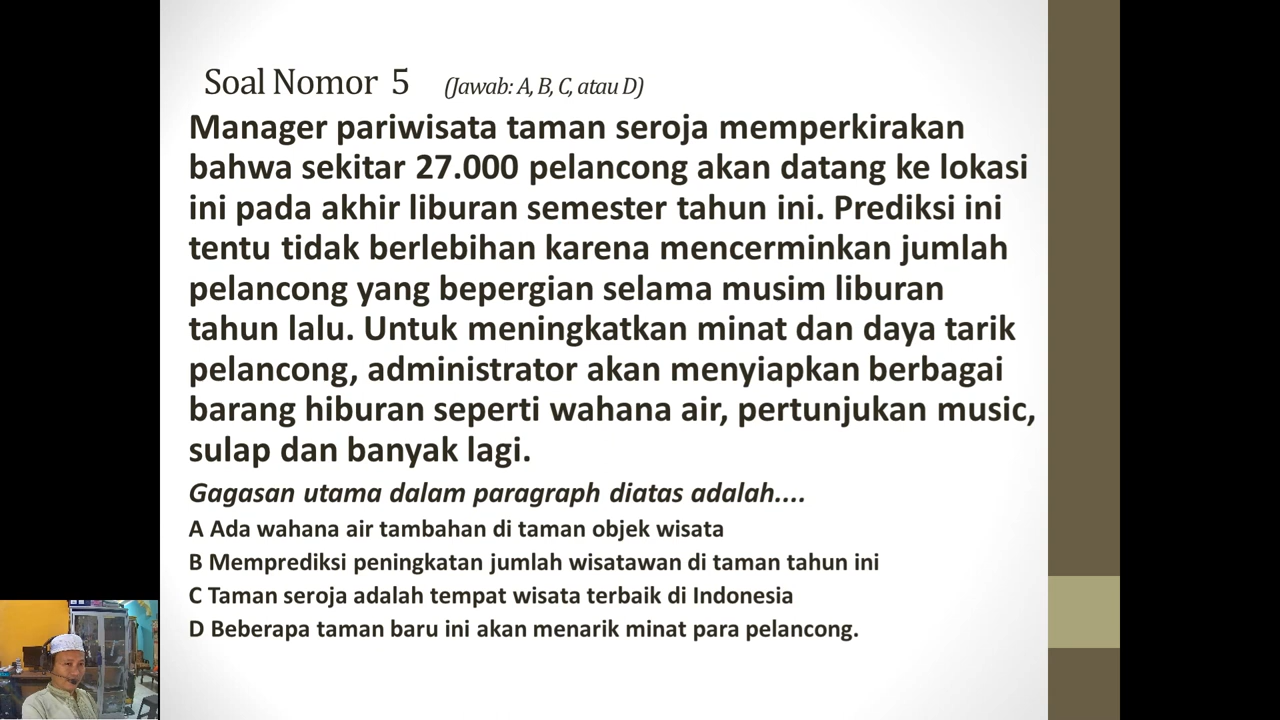 Soal Nomor 5 (Jawab: A, B, C, atau D)
Manager pariwisata taman seroja memperkirakan
bahwa sekitar 27.000 pelancong akan datang ke lokasi
ini pada akhir liburan semester tahun ini. Prediksi ini
tentu tidak berlebihan karena mencerminkan jumlah
pelancong yang bepergian selama musim liburan
tahun lalu. Untuk meningkatkan minat dan daya tarik
pelancong, administrator akan menyiapkan berbagai
barang hiburan seperti wahana air, pertunjukan music,
sulap dan banyak lagi.
Gagasan utama dalam paragraph diatas adalah....
A Ada wahana air tambahan di taman objek wisata
B Memprediksi peningkatan jumlah wisatawan di taman tahun ini
C Taman seroja adalah tempat wisata terbaik di Indonesia
D Beberapa taman baru ini akan menarik minat para pelancong.